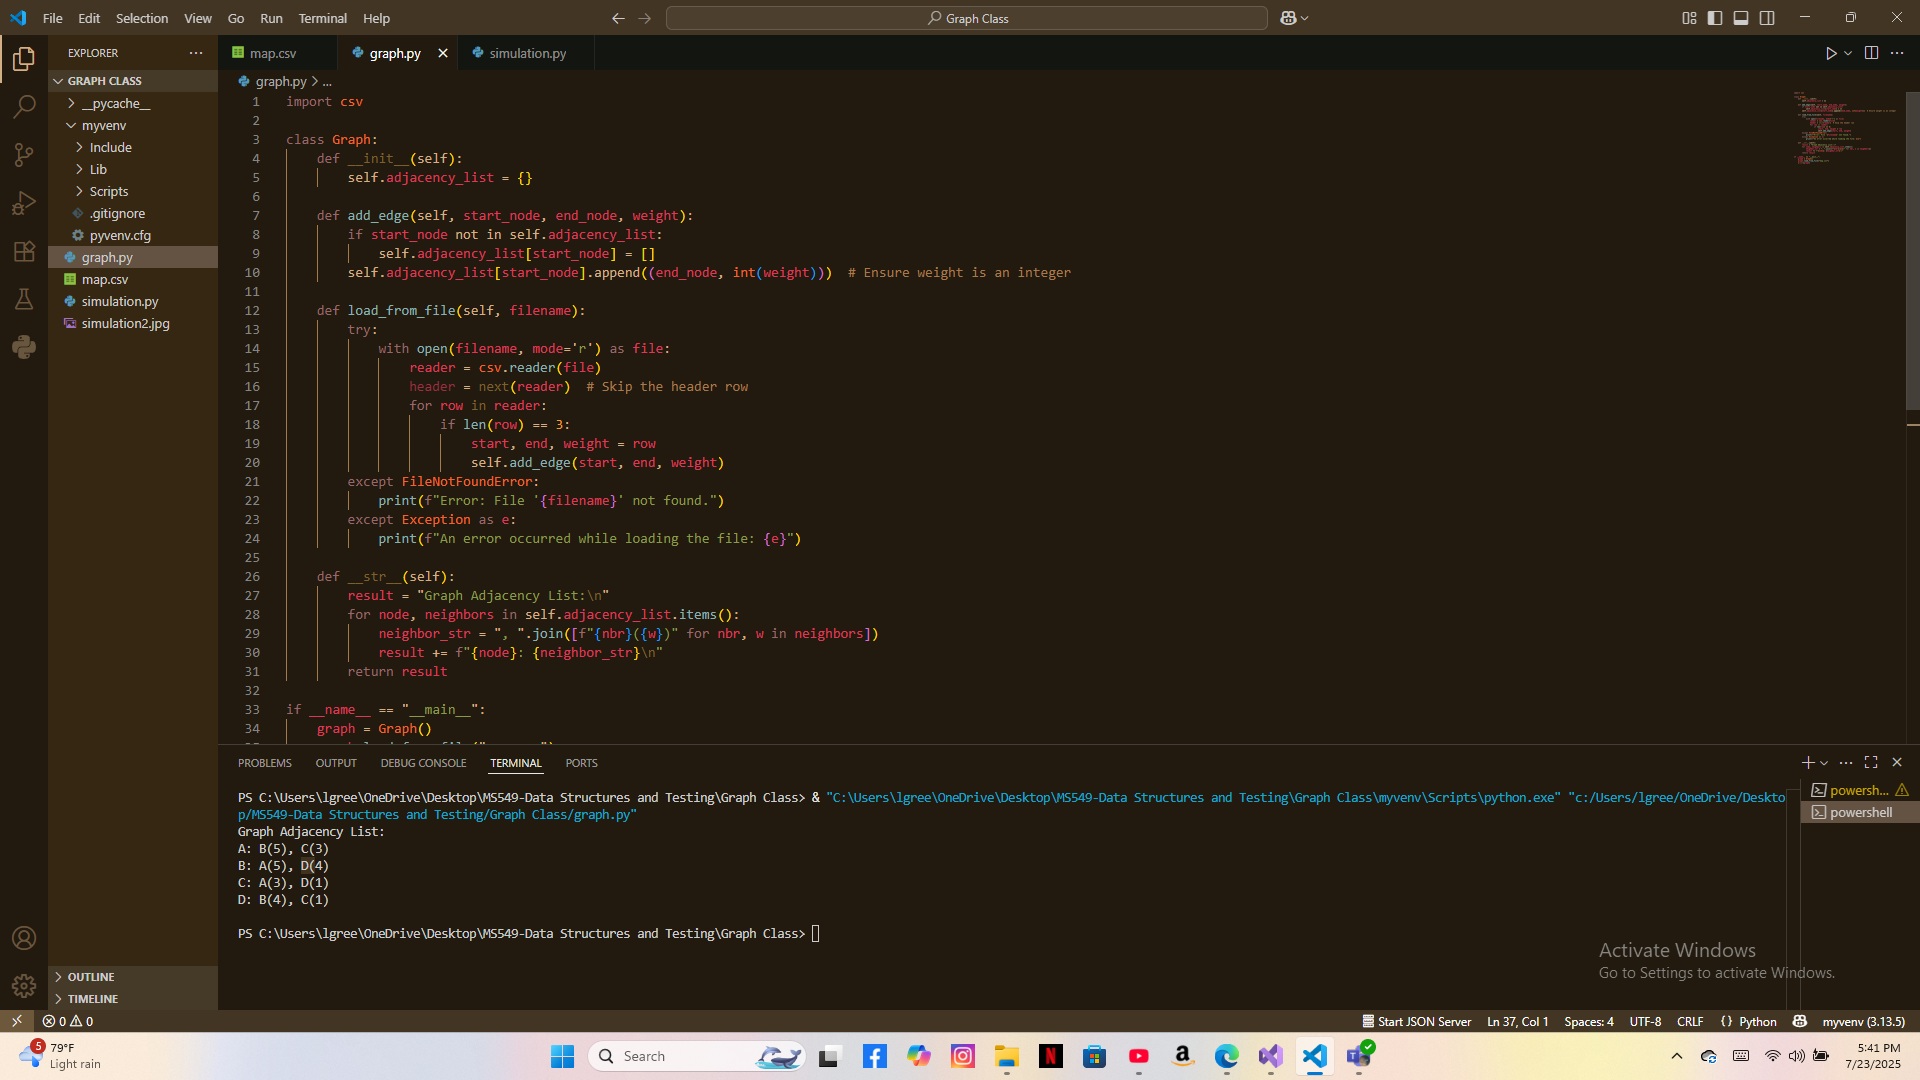 File Edit Selection View Go Run Terminal Help
Graph Class
EXPLORER
GRAPH CLASS
__pycache__
myvenv
Include
Lib
Scripts
.gitignore
pyvenv.cfg
graph.py
map.csv
simulation.py
simulation2.jpg
OUTLINE
TIMELINE
map.csv graph.py simulation.py
graph.py > ...
1 import csv
2
3 class Graph:
4 def __init__(self):
5 self.adjacency_list = {}
6
7 def add_edge(self, start_node, end_node, weight):
8 if start_node not in self.adjacency_list:
9 self.adjacency_list[start_node] = []
10 self.adjacency_list[start_node].append((end_node, int(weight))) # Ensure weight is an integer
11
12 def load_from_file(self, filename):
13 try:
14 with open(filename, mode='r') as file:
15 reader = csv.reader(file)
16 header = next(reader) # Skip the header row
17 for row in reader:
18 if len(row) == 3:
19 start, end, weight = row
20 self.add_edge(start, end, weight)
21 except FileNotFoundError:
22 print(f"Error: File '{filename}' not found.")
23 except Exception as e:
24 print(f"An error occurred while loading the file: {e}")
25
26 def __str__(self):
27 result = "Graph Adjacency List:\n"
28 for node, neighbors in self.adjacency_list.items():
29 neighbor_str = ", ".join([f"{nbr}({w})" for nbr, w in neighbors])
30 result += f"{node}: {neighbor_str}\n"
31 return result
32
33 if __name__ == "__main__":
34 graph = Graph()
PROBLEMS OUTPUT DEBUG CONSOLE TERMINAL PORTS
PS C:\Users\lgree\OneDrive\Desktop\MS549-Data Structures and Testing\Graph Class> & "C:\Users\lgree\OneDrive\Desktop\MS549-Data Structures and Testing\Graph Class\myvenv\Scripts\python.exe" "c:/Users/lgree/OneDrive/Deskto
p/MS549-Data Structures and Testing/Graph Class/graph.py"
Graph Adjacency List:
A: B(5), C(3)
B: A(5), D(4)
C: A(3), D(1)
D: B(4), C(1)
PS C:\Users\lgree\OneDrive\Desktop\MS549-Data Structures and Testing\Graph Class>
powersh...
powershell
Activate Windows
Go to Settings to activate Windows.
0 0
Start JSON Server Ln 37, Col 1 Spaces: 4 UTF-8 CRLF {} Python myvenv (3.13.5)
5
79°F
Light rain
Search
5:41 PM
7/23/2025